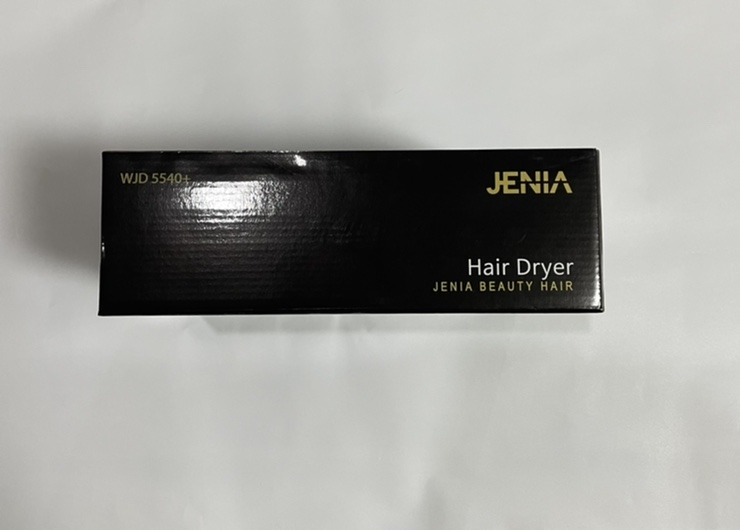 WJD 5540+
JENIA
Hair Dryer
JENIA BEAUTY HAIR